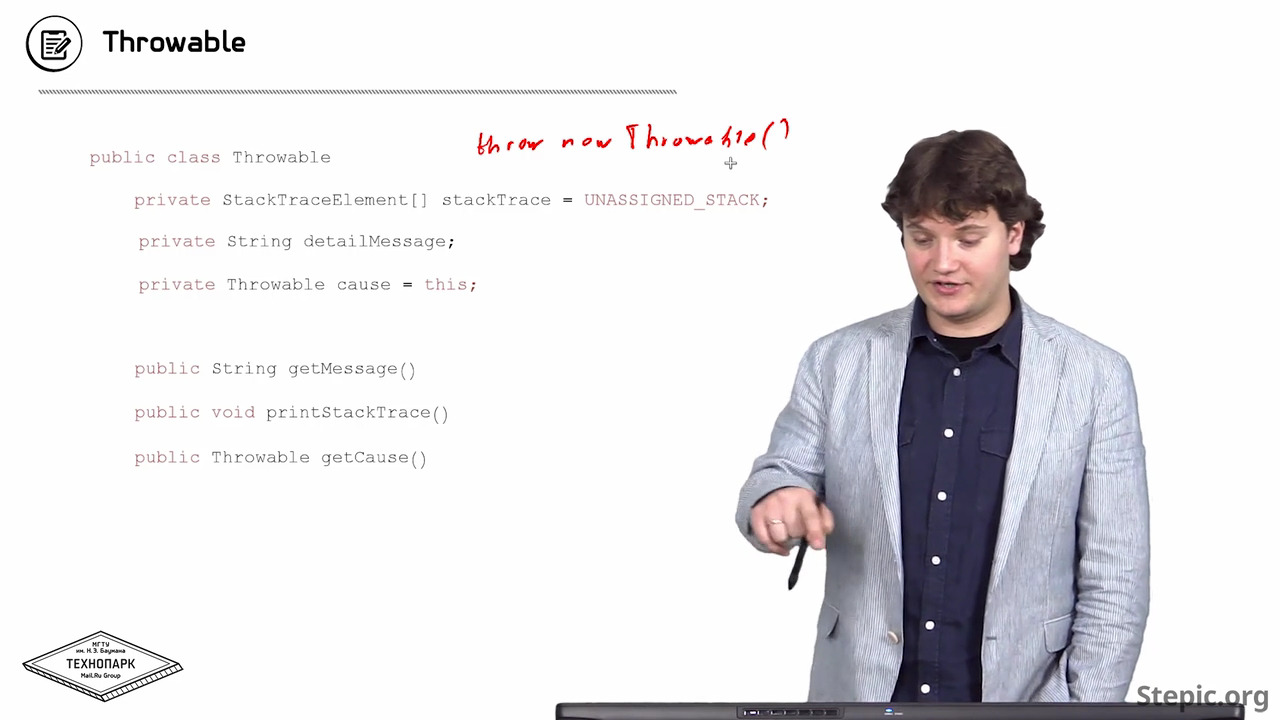 Throwable
throw new Throwable()
public class Throwable
private StackTraceElement[] stackTrace = UNASSIGNED_STACK;
private String detailMessage;
private Throwable cause = this;
public String getMessage()
public void printStackTrace()
public Throwable getCause()
МГТУ
им. Н.Э. Баумана
ТЕХНОПАРК
Mail.Ru Group
Stepic.org